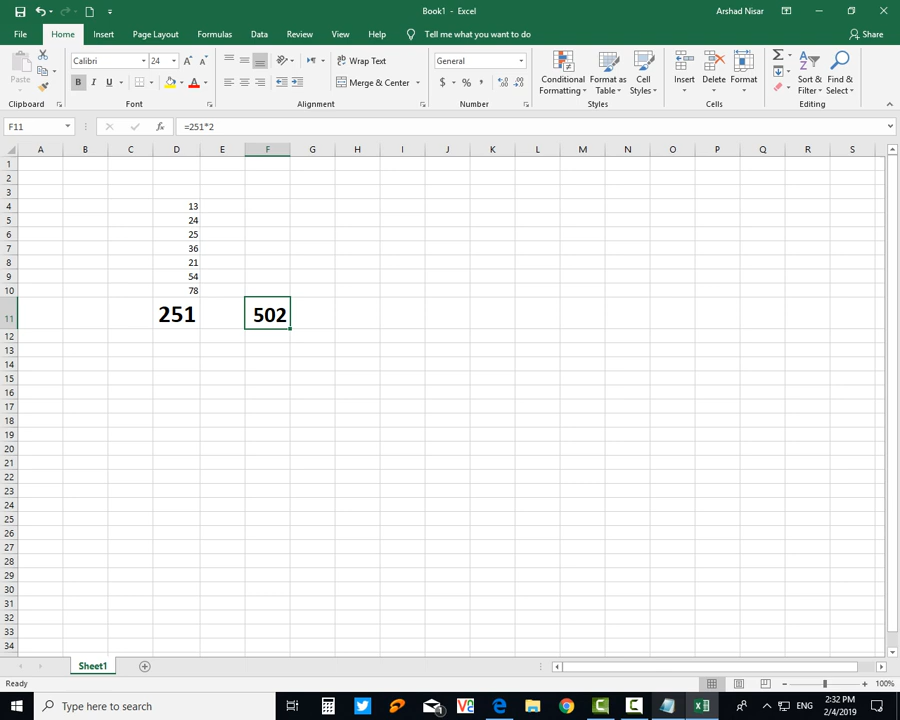 Book1 - Excel
Arshad Nisar
File Home Insert Page Layout Formulas Data Review View Help Tell me what you want to do Share
Paste
Calibri 24
B I U
Wrap Text
Merge & Center
General
$ % ,
Conditional Formatting
Format as Table
Cell Styles
Insert
Delete
Format
Sort & Filter
Find & Select
Clipboard Font Alignment Number Styles Cells Editing
F11 fx =251*2
A B C D E F G H I J K L M N O P Q R S
1
2
3
4 13
5 24
6 25
7 36
8 21
9 54
10 78
11 251 502
12
13
14
15
16
17
18
19
20
21
22
23
24
25
26
27
28
29
30
31
32
33
34
Sheet1
Ready 100%
Type here to search
ENG
2:32 PM
2/4/2019